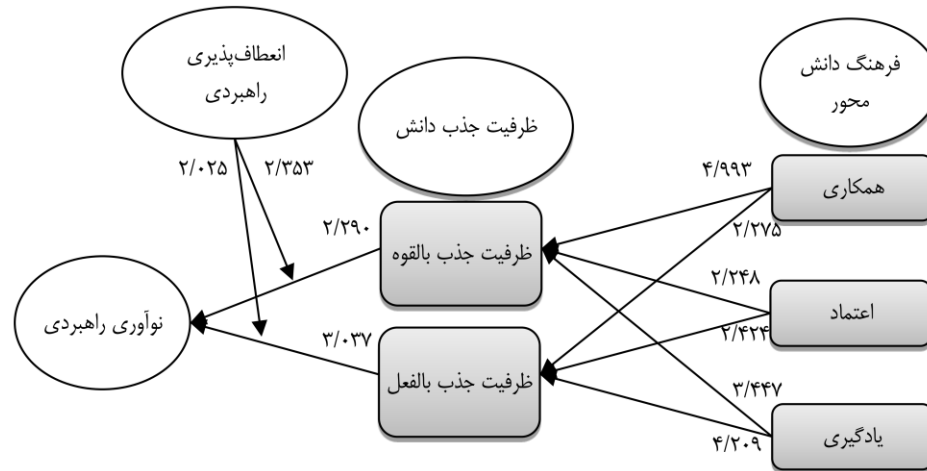 فرهنگ دانش
محور
همکاری
اعتماد
یادگیری
۴/۹۹۳
۲/۲۷۵
۲/۲۴۸
۲/۴۲۴
۳/۴۴۷
۴/۲۰۹
ظرفیت جذب دانش
ظرفیت جذب بالقوه
ظرفیت جذب بالفعل
۲/۲۹۰
۳/۰۳۷
انعطاف‌پذیری
راهبردی
۲/۳۵۳
۲/۰۲۵
نوآوری راهبردی